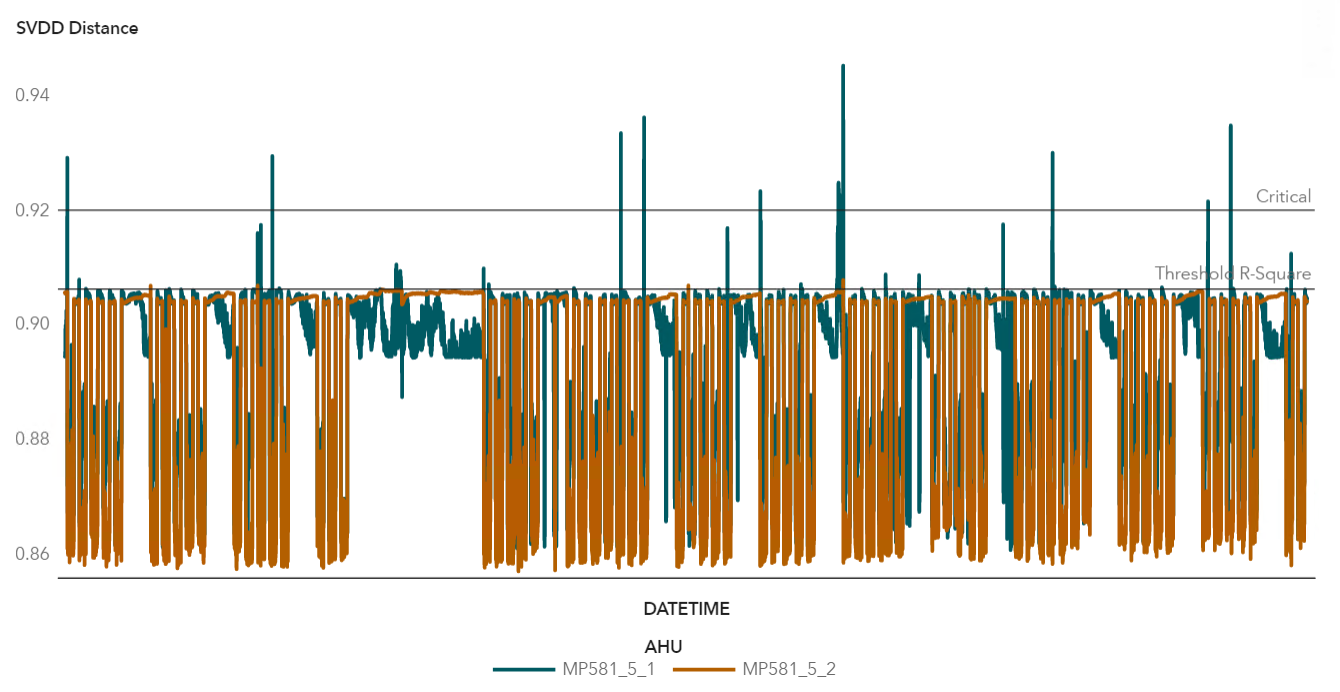 SVDD Distance
0.94
Critical
0.92
Threshold R-Square
0.90
0.88
0.86
DATETIME
AHU
MP581_5_1 MP581_5_2